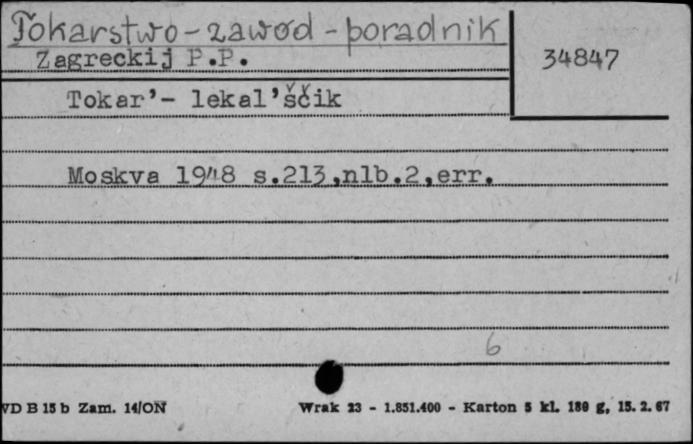 Tokarstwo - zawód - poradnik
Zagreckij P.P.
34847
Tokar'- lekal'ščik
Moskva 1948 s.213,nlb.2,err.
6
VD B 15 b Zam. 14/ON
Wrak 23 - 1.851.400 - Karton 5 kl. 180 g, 15. 2. 67